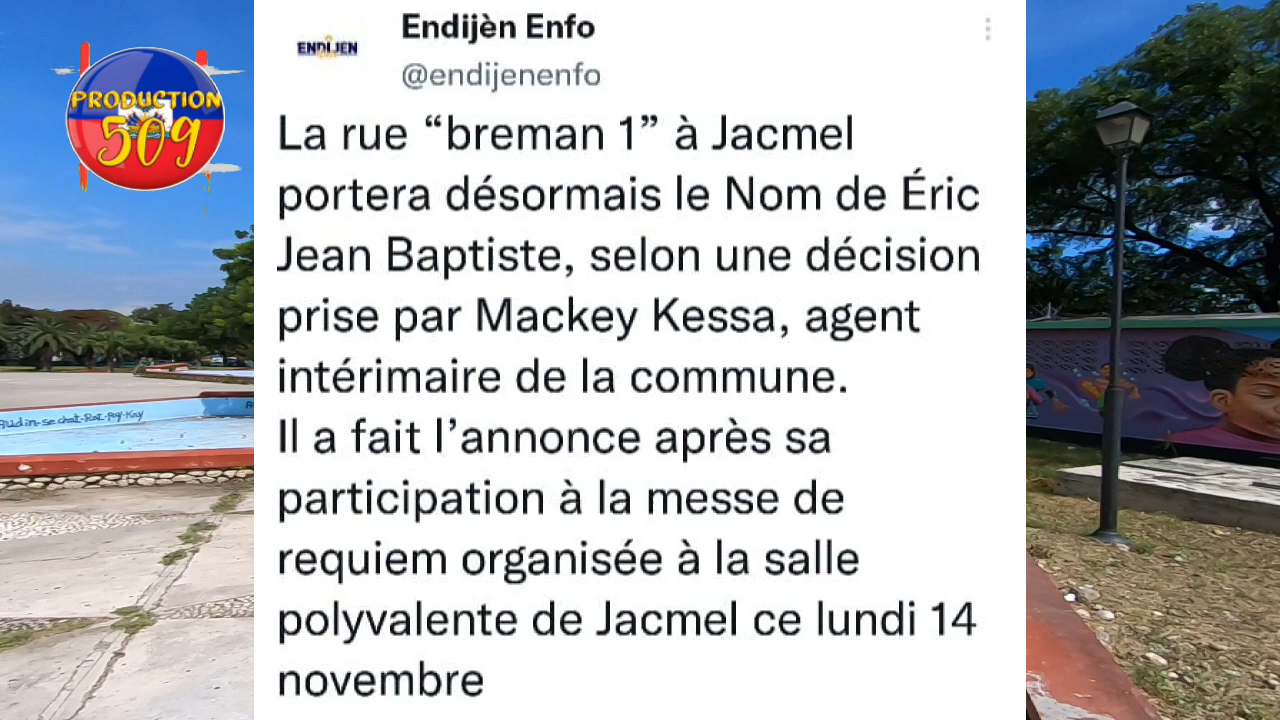 PRODUCTION
509
Endijèn Enfo
ENDIJEN
@endijenenfo
La rue “breman 1” à Jacmel
portera désormais le Nom de Éric
Jean Baptiste, selon une décision
prise par Mackey Kessa, agent
intérimaire de la commune.
Il a fait l’annonce après sa
participation à la messe de
requiem organisée à la salle
polyvalente de Jacmel ce lundi 14
novembre